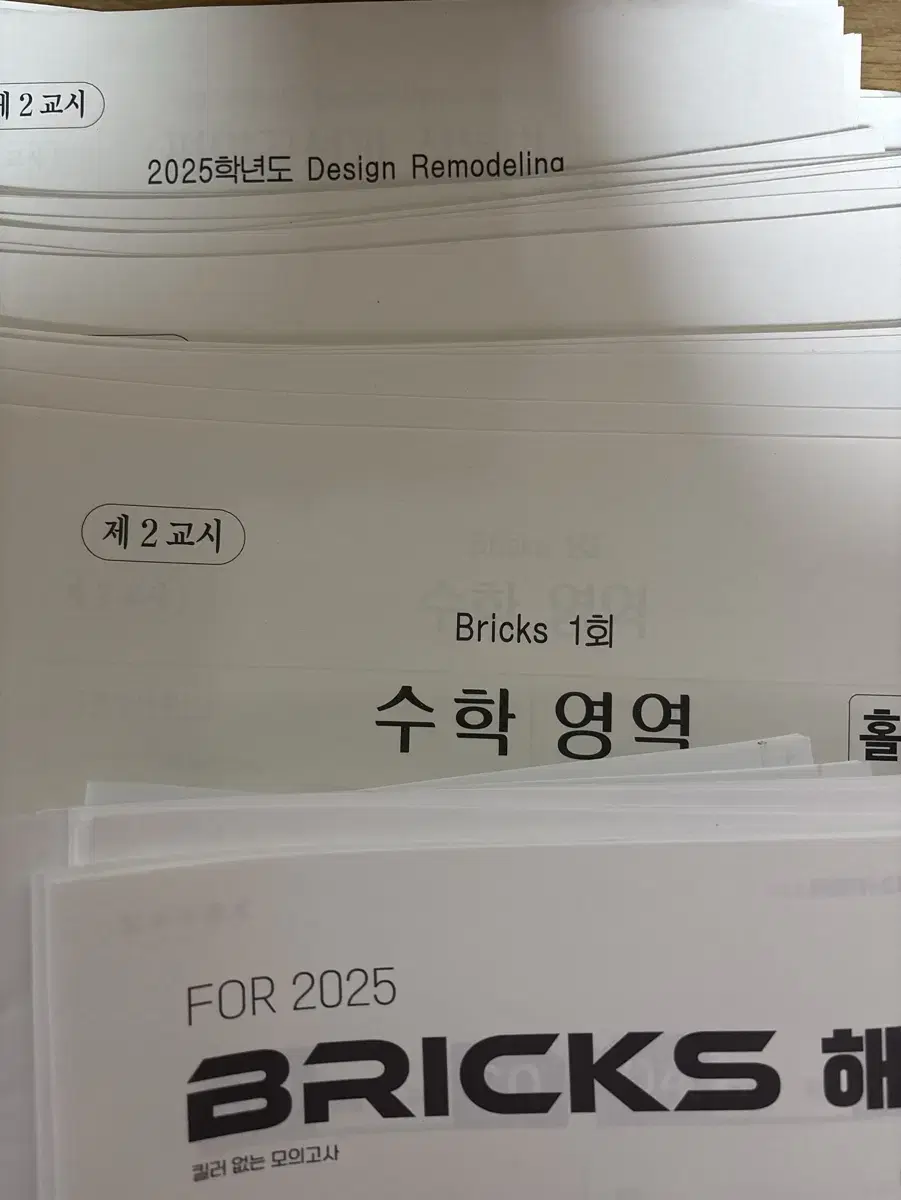 제 2 교시
2025학년도 Design Remodeling
제 2 교시
Bricks 1회
수학 영역
홀
FOR 2025
BRICKS 해
킬러 없는 모의고사